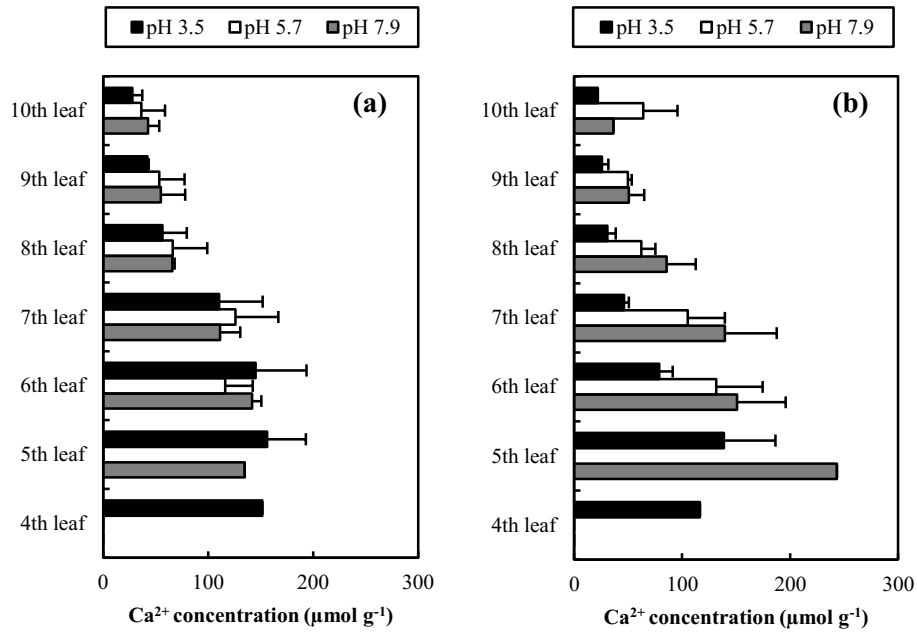 pH 3.5 pH 5.7 pH 7.9
(a)
10th leaf
9th leaf
8th leaf
7th leaf
6th leaf
5th leaf
4th leaf
0 100 200 300
Ca²⁺ concentration (µmol g⁻¹)
pH 3.5 pH 5.7 pH 7.9
(b)
10th leaf
9th leaf
8th leaf
7th leaf
6th leaf
5th leaf
4th leaf
0 100 200 300
Ca²⁺ concentration (µmol g⁻¹)